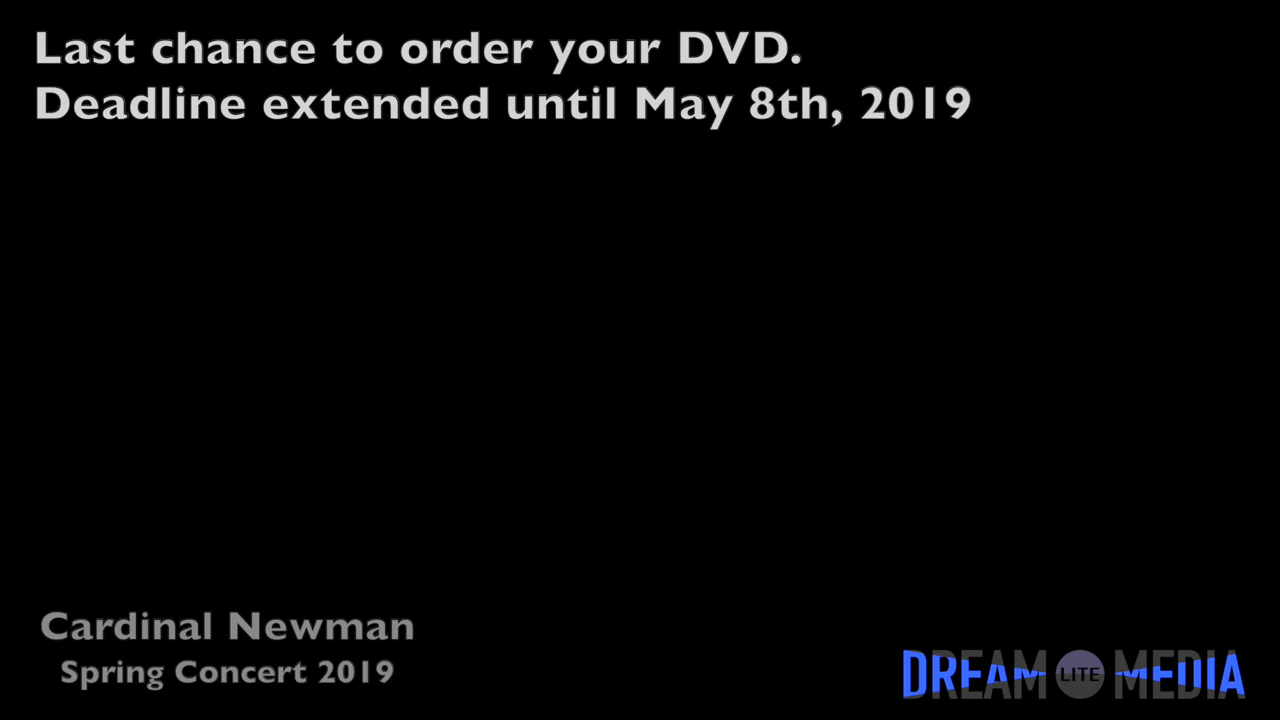 Last chance to order your DVD.
Deadline extended until May 8th, 2019
Cardinal Newman
Spring Concert 2019
DREAM LITE MEDIA